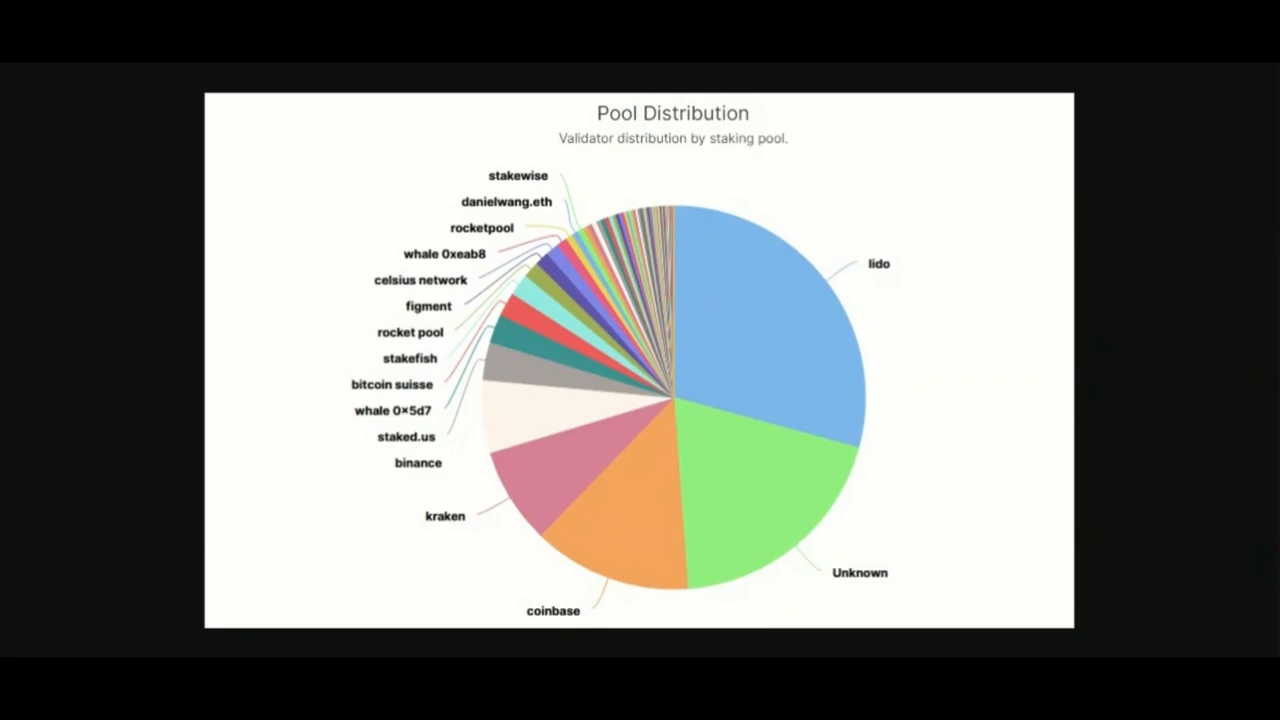 Pool Distribution
Validator distribution by staking pool.
stakewise
danielwang.eth
rocketpool
whale 0xeab8
celsius network
figment
rocket pool
stakefish
bitcoin suisse
whale 0×5d7
staked.us
binance
kraken
coinbase
lido
Unknown